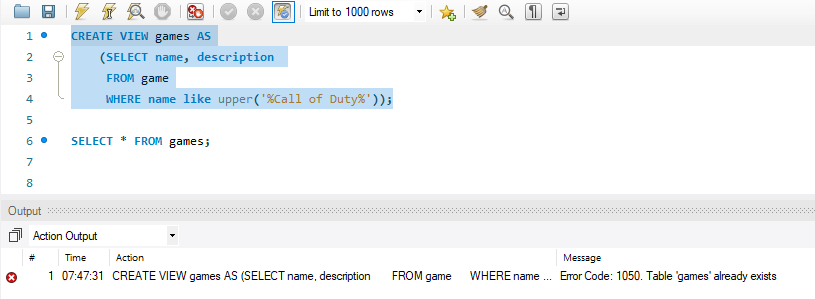 Limit to 1000 rows
1 CREATE VIEW games AS
2 (SELECT name, description
3 FROM game
4 WHERE name like upper('%Call of Duty%'));
5
6 SELECT * FROM games;
7
8
Output
Action Output
# Time Action Message
1 07:47:31 CREATE VIEW games AS (SELECT name, description FROM game WHERE name ... Error Code: 1050. Table 'games' already exists